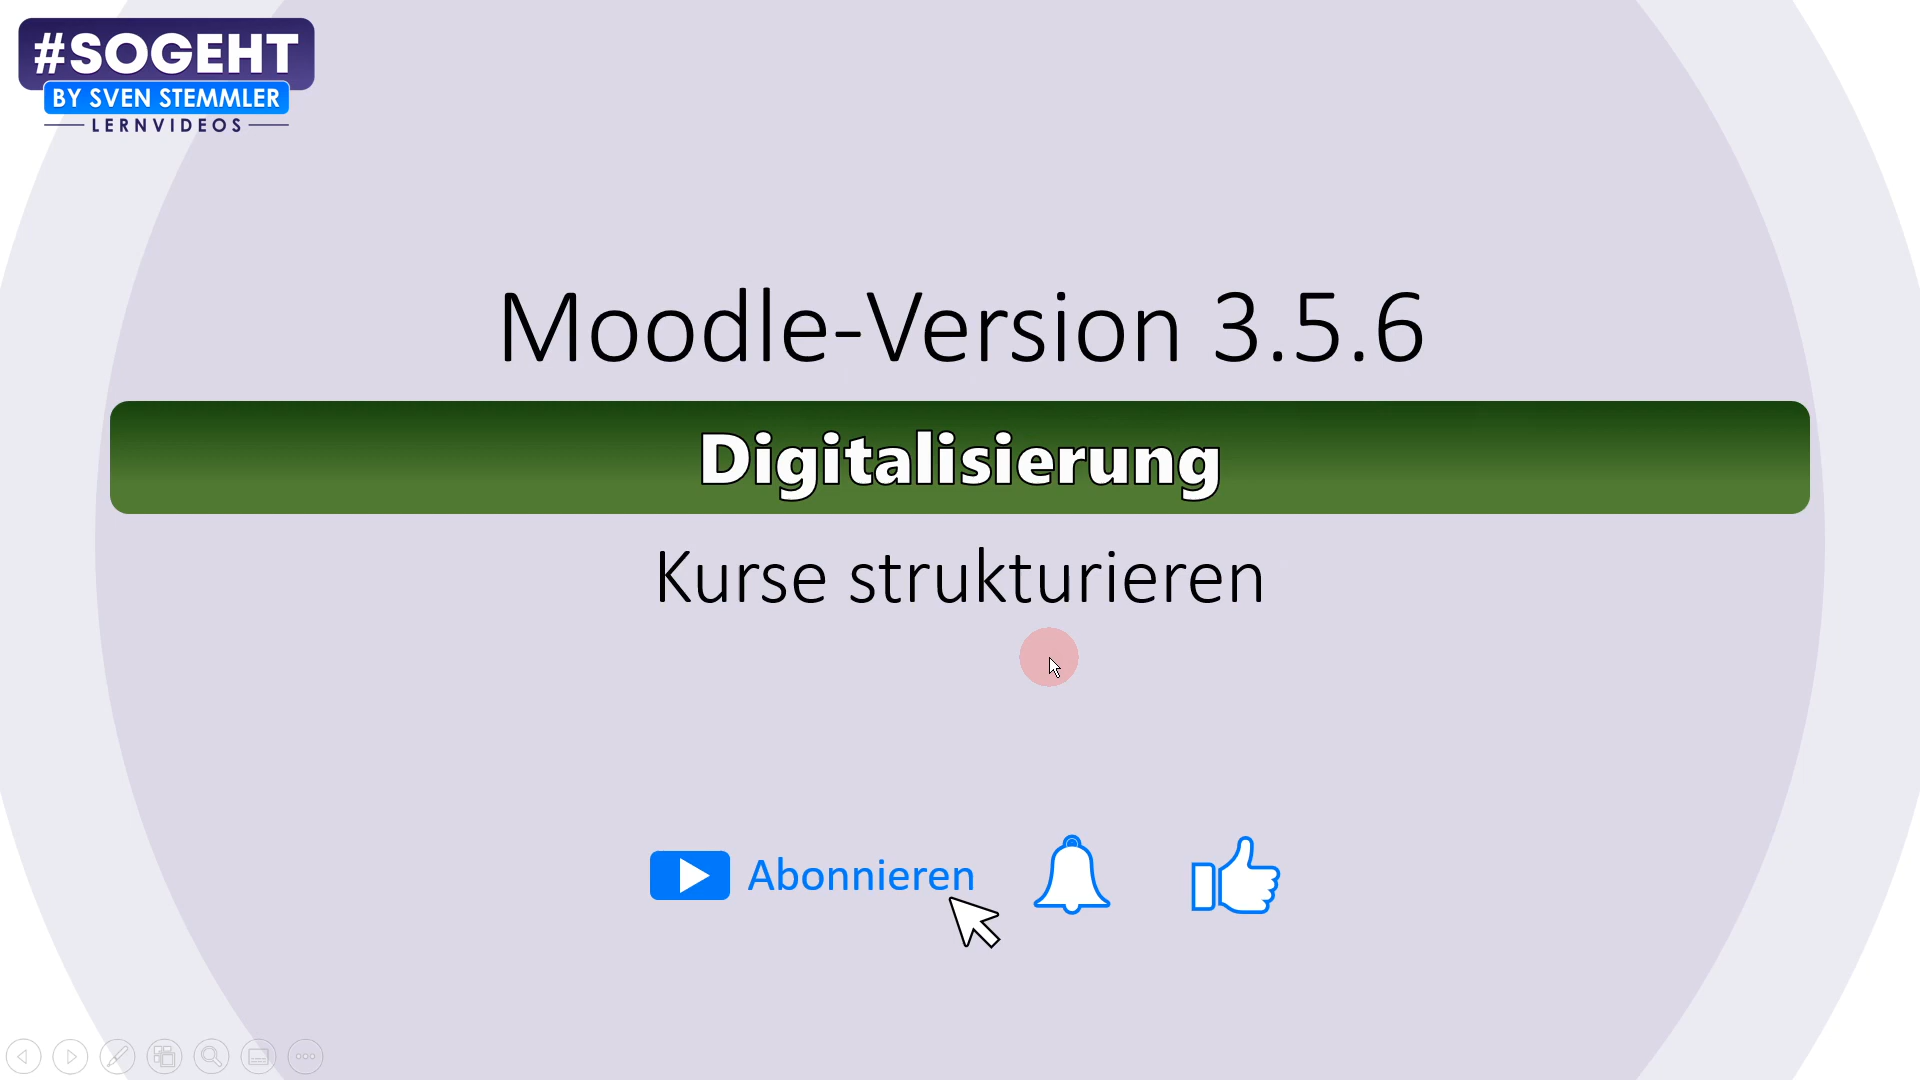 #SOGEHT
BY SVEN STEMMLER
LERNVIDEOS
Moodle-Version 3.5.6
Digitalisierung
Kurse strukturieren
Abonnieren